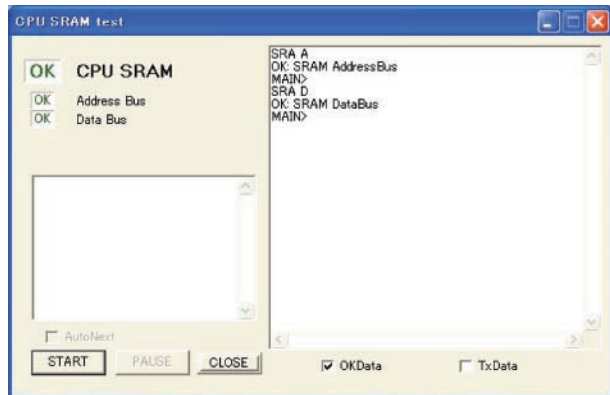 CPU SRAM test
OK CPU SRAM
OK Address Bus
OK Data Bus
SRA A
OK: SRAM AddressBus
MAIN>
SRA D
OK: SRAM DataBus
MAIN>
AutoNext
START PAUSE CLOSE
OKData TxData